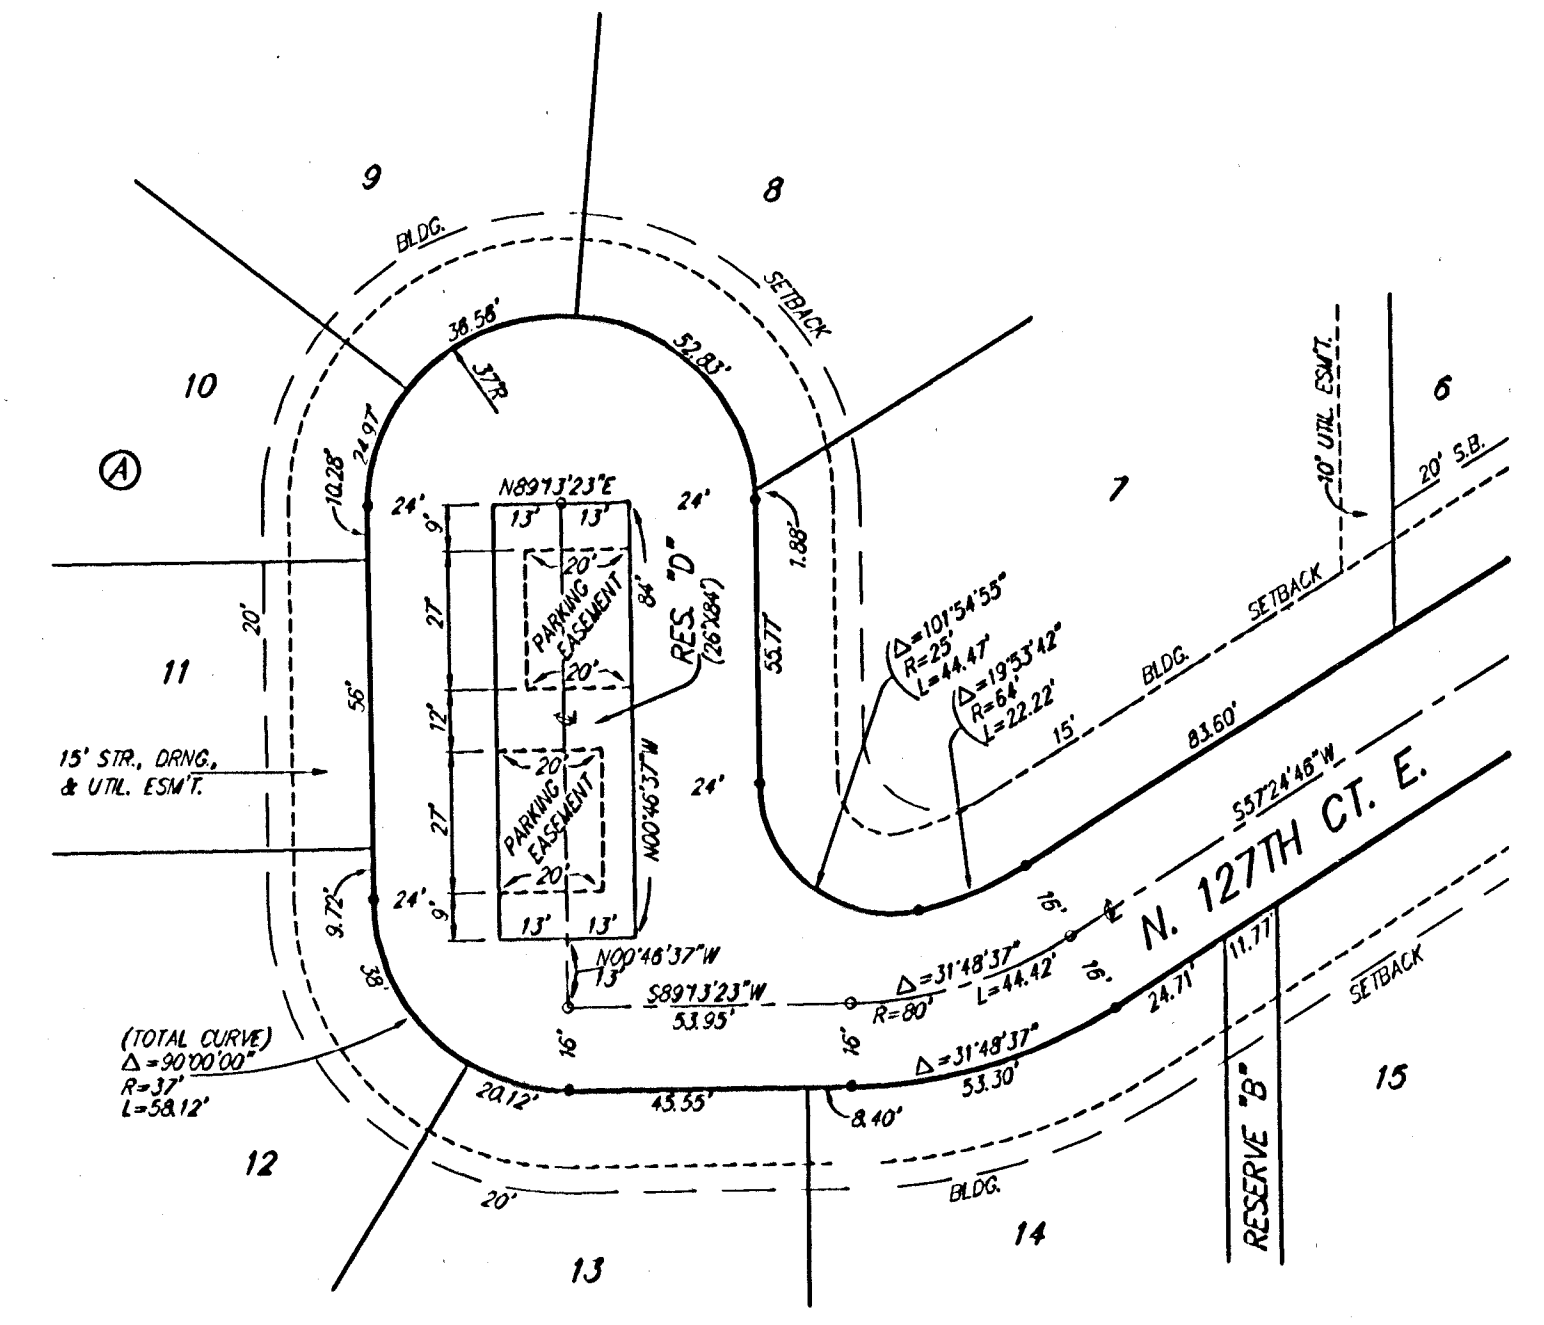 9
8
BLDG.
SETBACK
38.58'
52.83'
37'R
10
24.97'
10.28'
A
6
10' UTIL. ESM'T.
20' S.B.
7
N89°13'23"E
24'
24'
13' 13'
9'
1.88'
20'
84'
PARKING
EASEMENT
RES. "D"
(26'X84')
27'
20'
20'
11
56'
55.77'
12'
Δ=101°54'55"
R=25'
L=44.47'
Δ=19°53'42"
R=64'
L=22.22'
SETBACK
BLDG.
15'
83.60'
15' STR., DRNG.,
& UTIL. ESM'T.
20'
PARKING
EASEMENT
27'
20'
N00°46'37"W
24'
S57°24'46"W
N. 127TH CT. E.
9.72'
24'
9'
13' 13'
16'
℄
16'
38'
N00°46'37"W
13'
S89°13'23"W
53.95'
Δ=31°48'37"
R=80'
L=44.42'
24.71'
11.77'
SETBACK
(TOTAL CURVE)
Δ=90°00'00"
R=37'
L=58.12'
16'
16'
Δ=31°48'37"
53.30'
20.12'
45.55'
8.40'
15
12
20'
BLDG.
RESERVE "B"
14
13